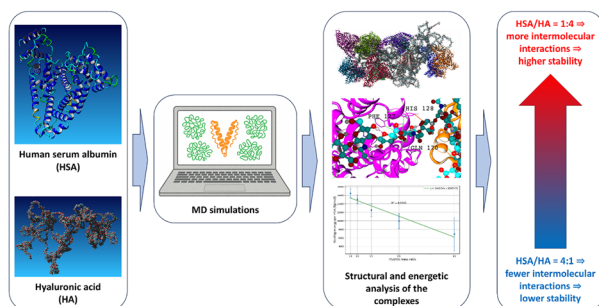 Human serum albumin
(HSA)
Hyaluronic acid
(HA)
MD simulations
HIS 128
PHE
Structural and energetic
analysis of the
complexes
HSA/HA = 1:4 ⇒
more intermolecular
interactions ⇒
higher stability
HSA/HA = 4:1 ⇒
fewer intermolecular
interactions ⇒
lower stability